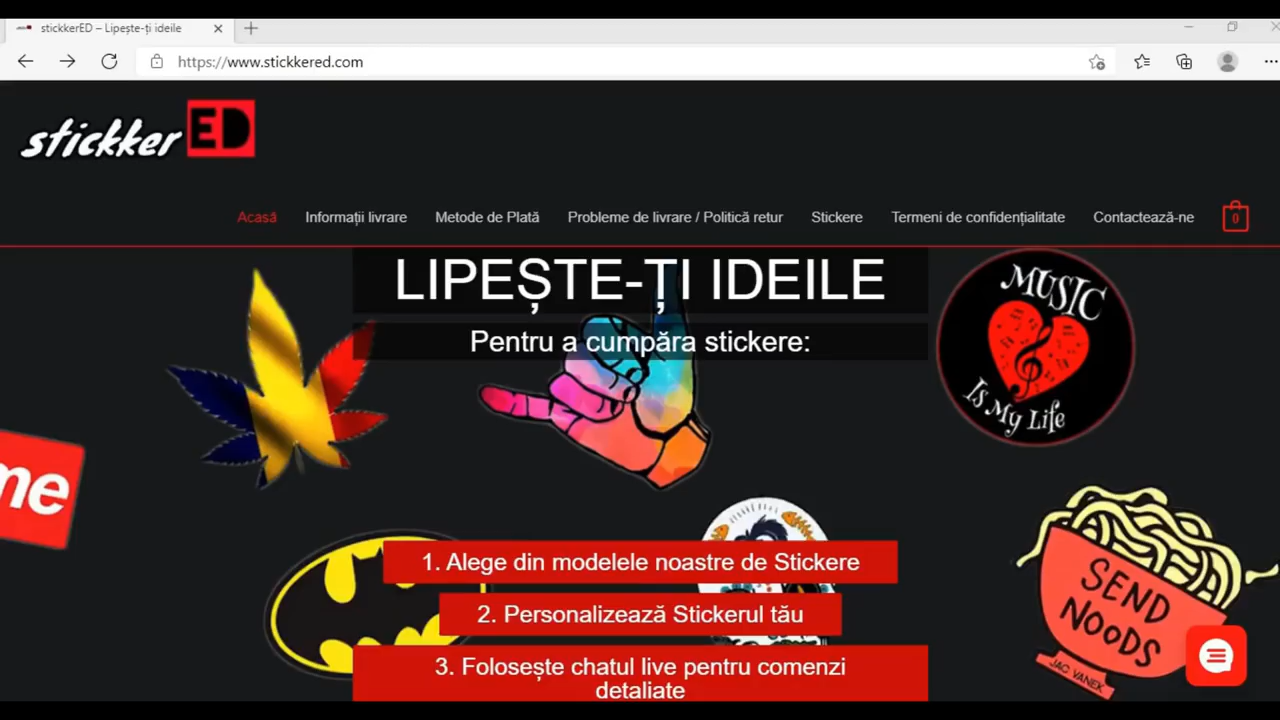 stickkerED – Lipește-ți ideile
https://www.stickkered.com
stickker ED
Acasă Informații livrare Metode de Plată Probleme de livrare / Politică retur Stickere Termeni de confidențialitate Contactează-ne 0
LIPEȘTE-ȚI IDEILE
Pentru a cumpăra stickere:
MUSIC
Is My Life
me
1. Alege din modelele noastre de Stickere
2. Personalizează Stickerul tău
3. Folosește chatul live pentru comenzi
detaliate
SEND
NOODS
JAC VANEK